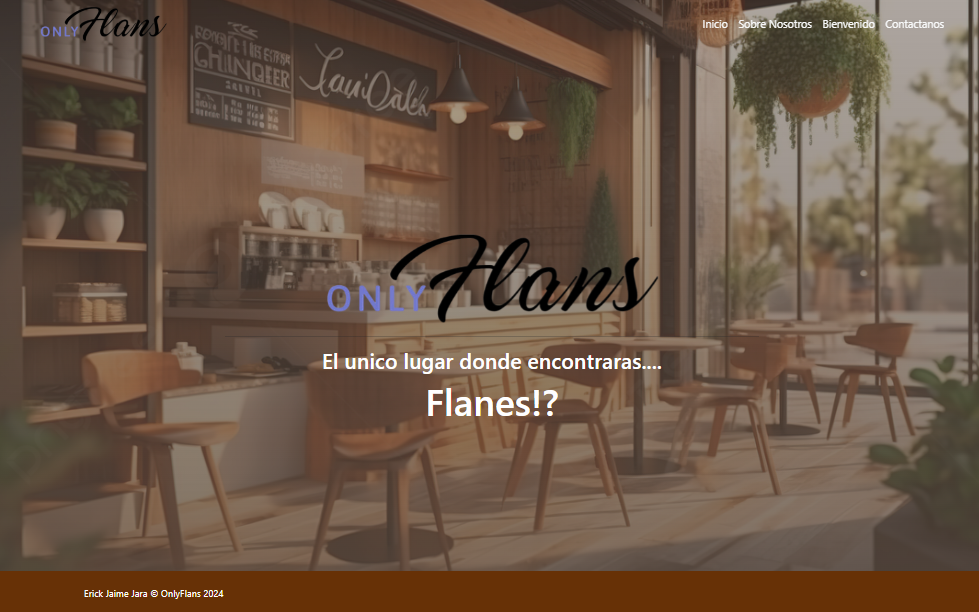 ONLY Flans
Inicio Sobre Nosotros Bienvenido Contactanos
ONLY Flans
El unico lugar donde encontraras....
Flanes!?
Erick Jaime Jara © OnlyFlans 2024